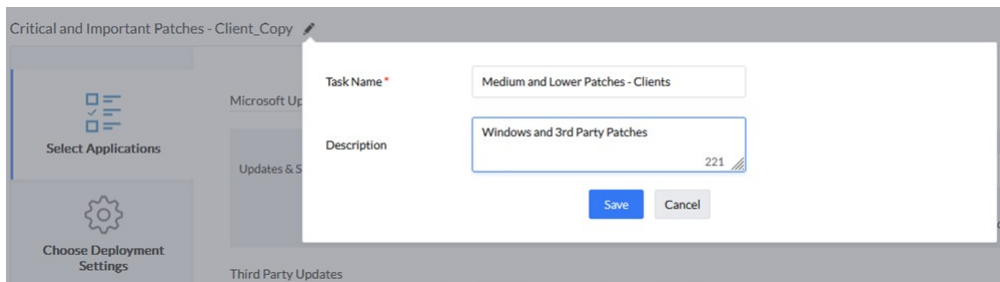 Critical and Important Patches - Client_Copy
Task Name *
Medium and Lower Patches - Clients
Microsoft Up
Description
Windows and 3rd Party Patches
221
Select Applications
Updates & S
Save
Cancel
Choose Deployment
Settings
Third Party Updates